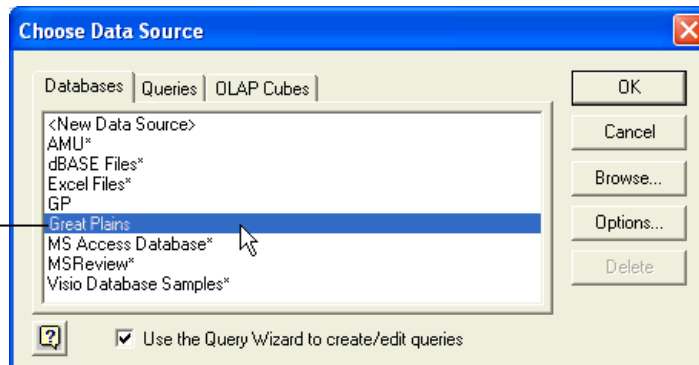 Choose Data Source
Databases Queries OLAP Cubes
<New Data Source>
AMU*
dBASE Files*
Excel Files*
GP
Great Plains
MS Access Database*
MSReview*
Visio Database Samples*
OK
Cancel
Browse...
Options...
Delete
Use the Query Wizard to create/edit queries